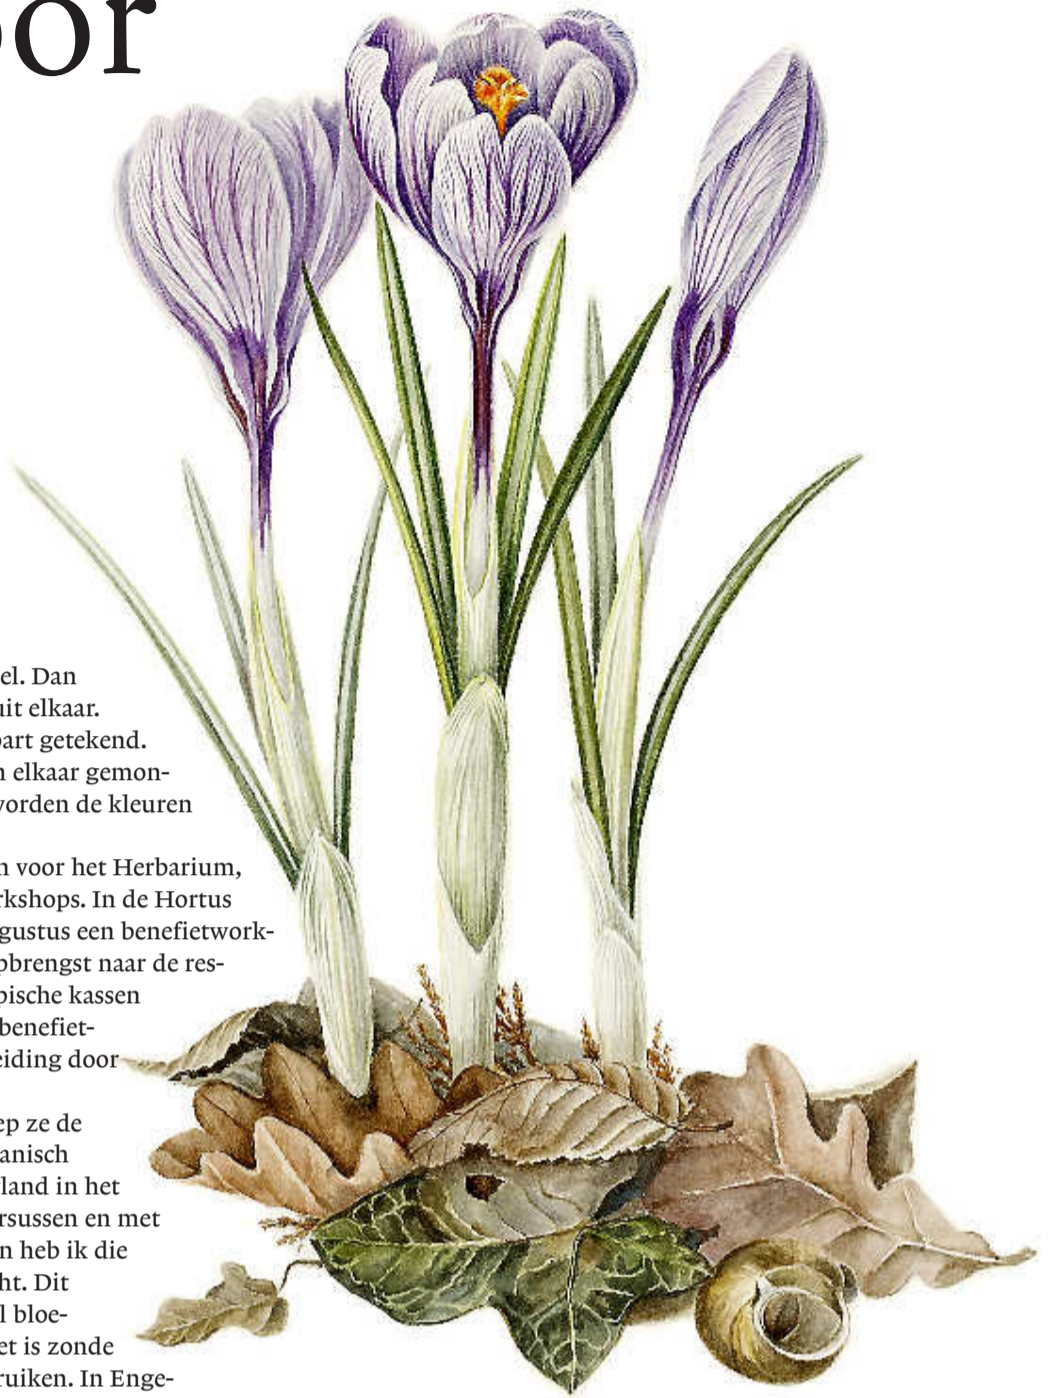 oor
el. Dan
uit elkaar.
part getekend.
n elkaar gemon-
vorden de kleuren
n voor het Herbarium,
rkshops. In de Hortus
gustus een benefietwork-
pbrengst naar de res-
pische kassen
benefiet-
eiding door
ep ze de
anisch
land in het
rsussen en met
n heb ik die
ht. Dit
l bloe-
et is zonde
ruiken. In Enge-